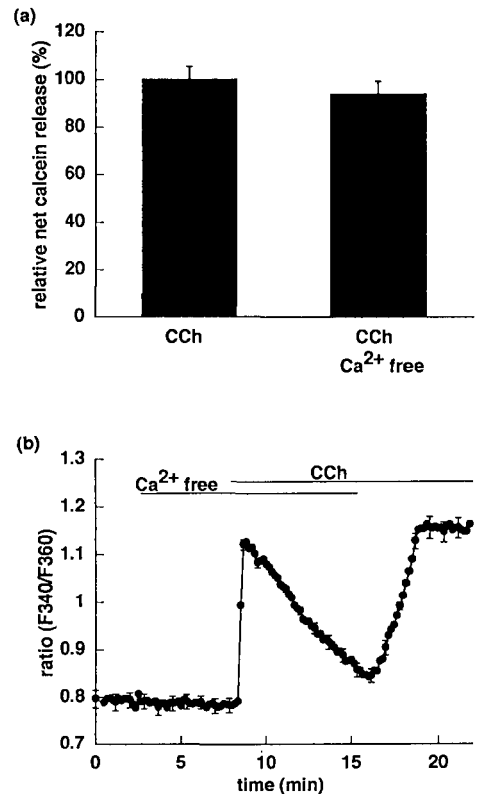 (a)
relative net calcein release (%)
120
100
80
60
40
20
0
CCh
CCh
Ca2+ free
(b)
ratio (F340/F360)
1.3
1.2
1.1
1
0.9
0.8
0.7
CCh
Ca2+ free
0
5
10
15
20
time (min)